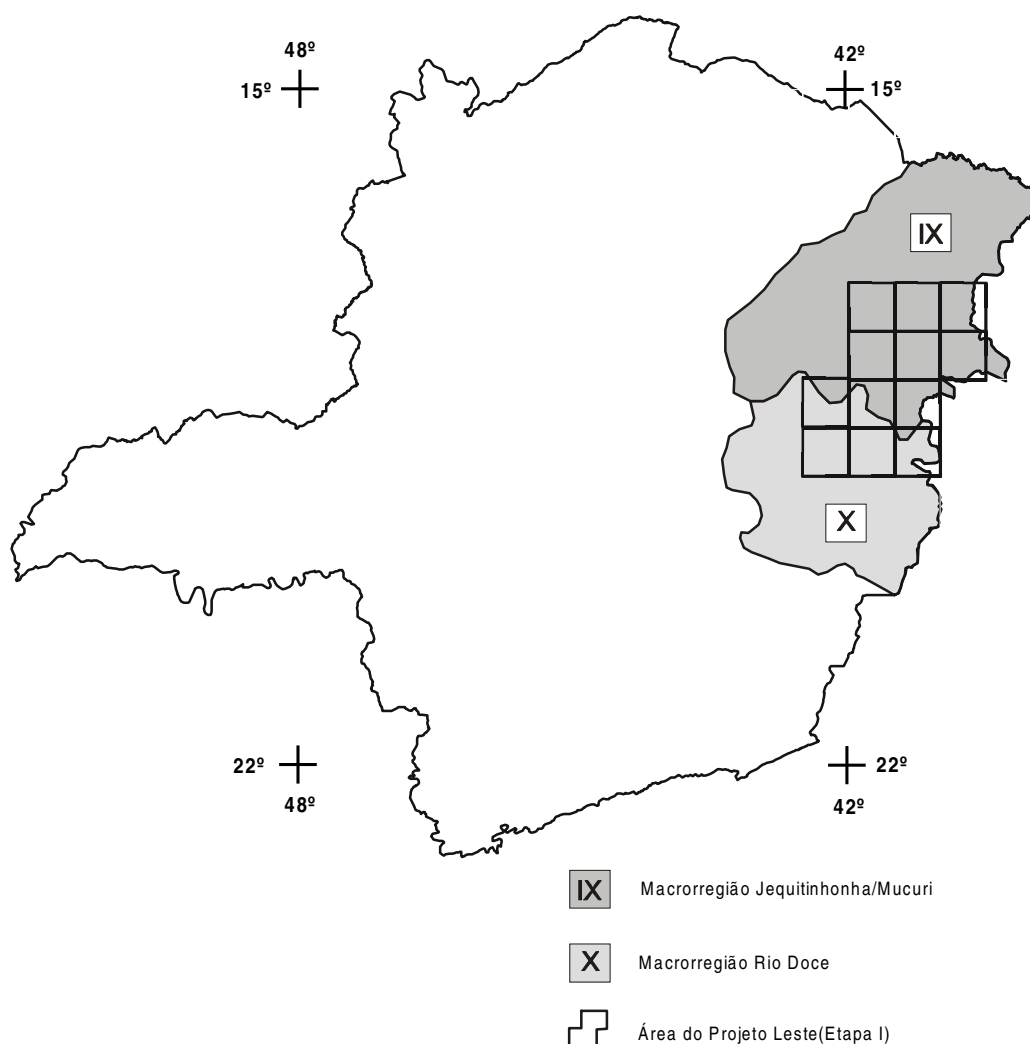 48º
42º
15º
15º
IX
X
22º
22º
48º
42º
IX Macrorregião Jequitinhonha/Mucuri
X Macrorregião Rio Doce
Área do Projeto Leste(Etapa I)